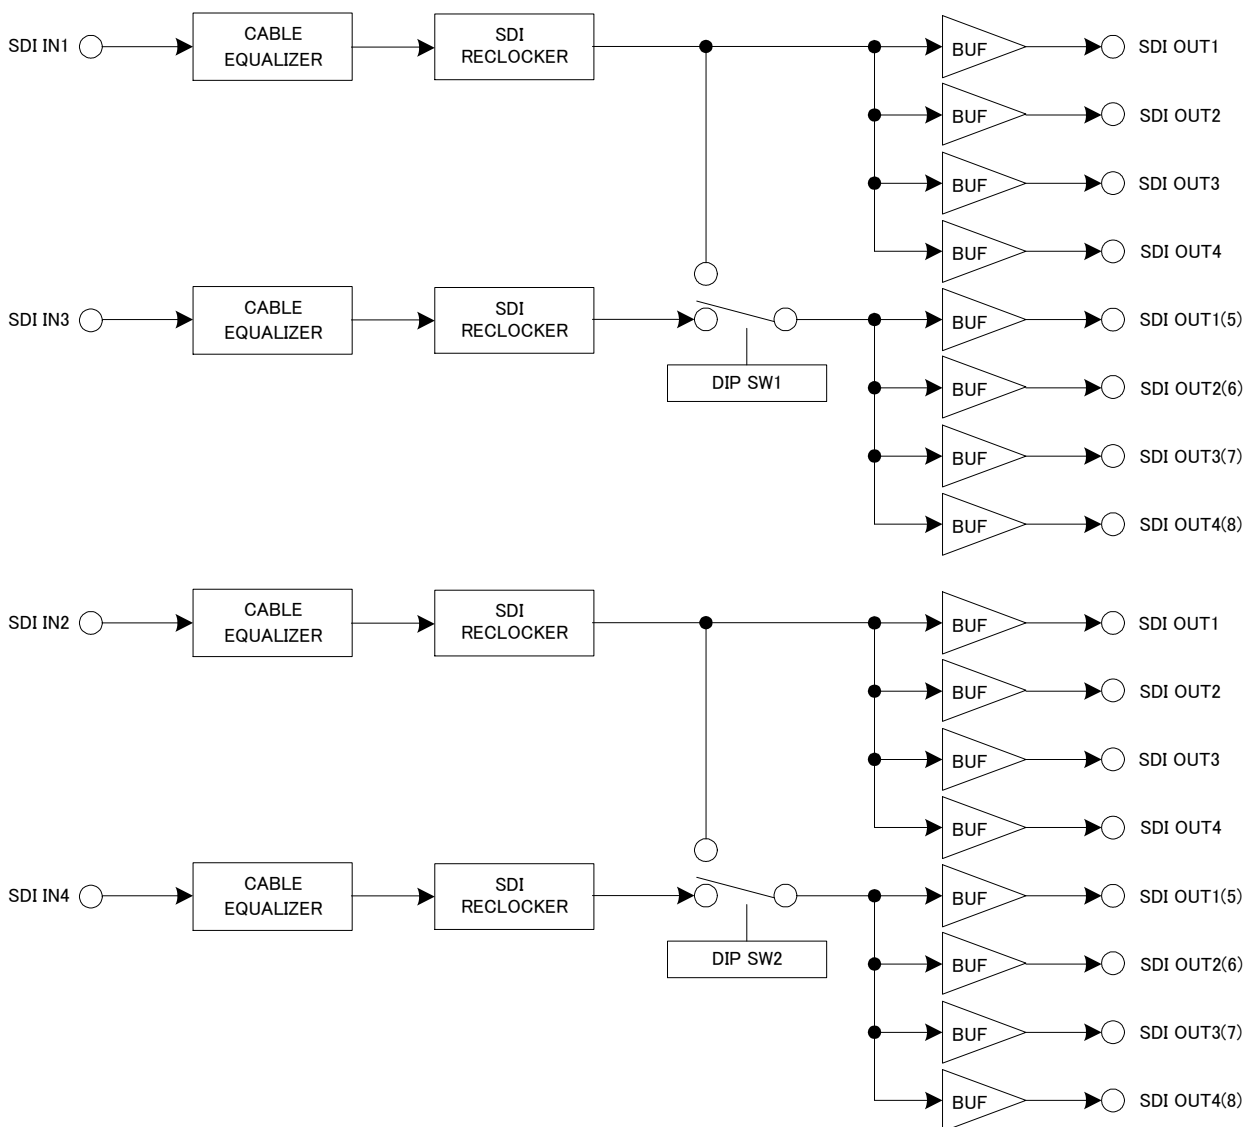 SDI IN1
CABLE
EQUALIZER
SDI
RECLOCKER
BUF
SDI OUT1
BUF
SDI OUT2
BUF
SDI OUT3
BUF
SDI OUT4
SDI IN3
CABLE
EQUALIZER
SDI
RECLOCKER
DIP SW1
BUF
SDI OUT1(5)
BUF
SDI OUT2(6)
BUF
SDI OUT3(7)
BUF
SDI OUT4(8)
SDI IN2
CABLE
EQUALIZER
SDI
RECLOCKER
BUF
SDI OUT1
BUF
SDI OUT2
BUF
SDI OUT3
BUF
SDI OUT4
SDI IN4
CABLE
EQUALIZER
SDI
RECLOCKER
DIP SW2
BUF
SDI OUT1(5)
BUF
SDI OUT2(6)
BUF
SDI OUT3(7)
BUF
SDI OUT4(8)